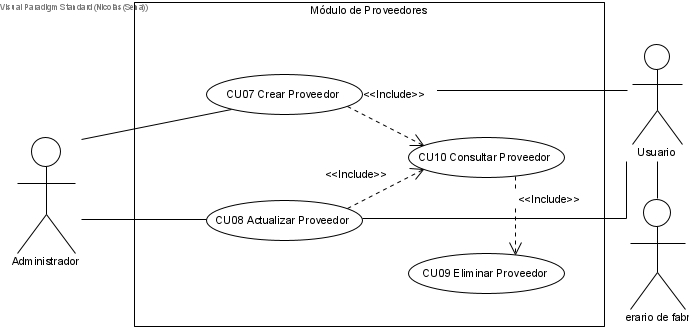 Visual Paradigm Standard (Nicolas (Sena))
Módulo de Proveedores
CU07 Crear Proveedor
<<Include>>
CU10 Consultar Proveedor
Usuario
<<Include>>
<<Include>>
CU08 Actualizar Proveedor
Administrador
CU09 Eliminar Proveedor
erario de fabr